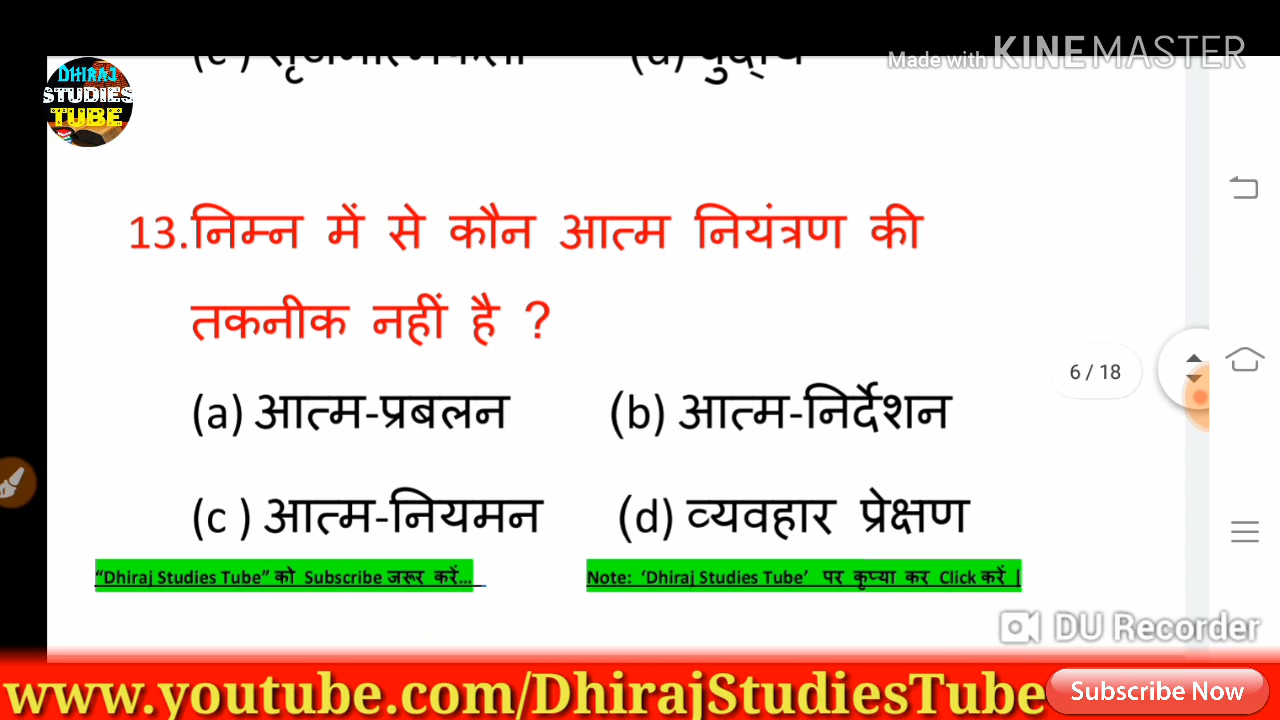 Made with KINEMASTER
DHIRAJ
STUDIES
TUBE
13.निम्न में से कौन आत्म नियंत्रण की
तकनीक नहीं है ?
6 / 18
(a) आत्म-प्रबलन (b) आत्म-निर्देशन
(c ) आत्म-नियमन (d) व्यवहार प्रेक्षण
“Dhiraj Studies Tube” को Subscribe जरूर करें... Note: ‘Dhiraj Studies Tube’ पर कृप्या कर Click करें |
DU Recorder
www.youtube.com/DhirajStudiesTube Subscribe Now